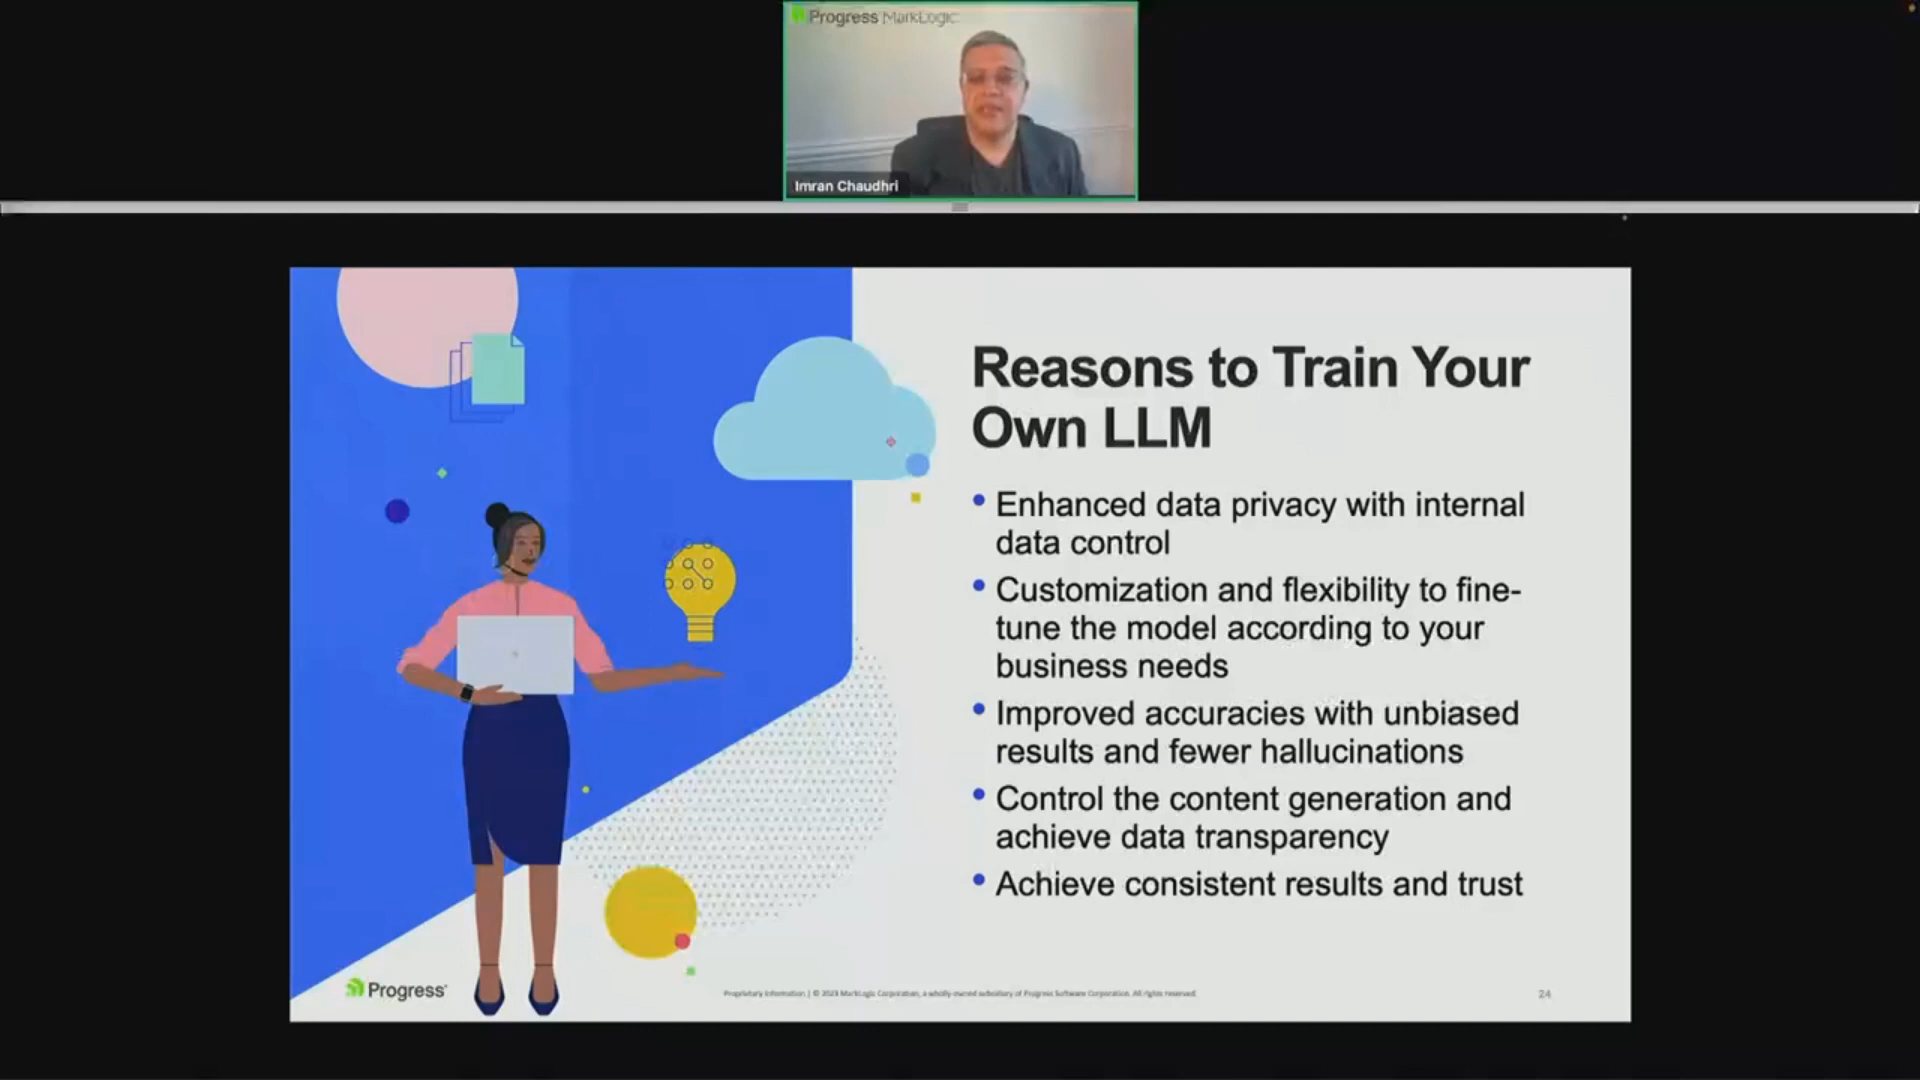 Progress MarkLogic
Imran Chaudhri
Reasons to Train Your
Own LLM
• Enhanced data privacy with internal
data control
• Customization and flexibility to fine-
tune the model according to your
business needs
• Improved accuracies with unbiased
results and fewer hallucinations
• Control the content generation and
achieve data transparency
• Achieve consistent results and trust
Progress
Proprietary Information | © 2023 MarkLogic Corporation, a wholly owned subsidiary of Progress Software Corporation. All rights reserved.
24